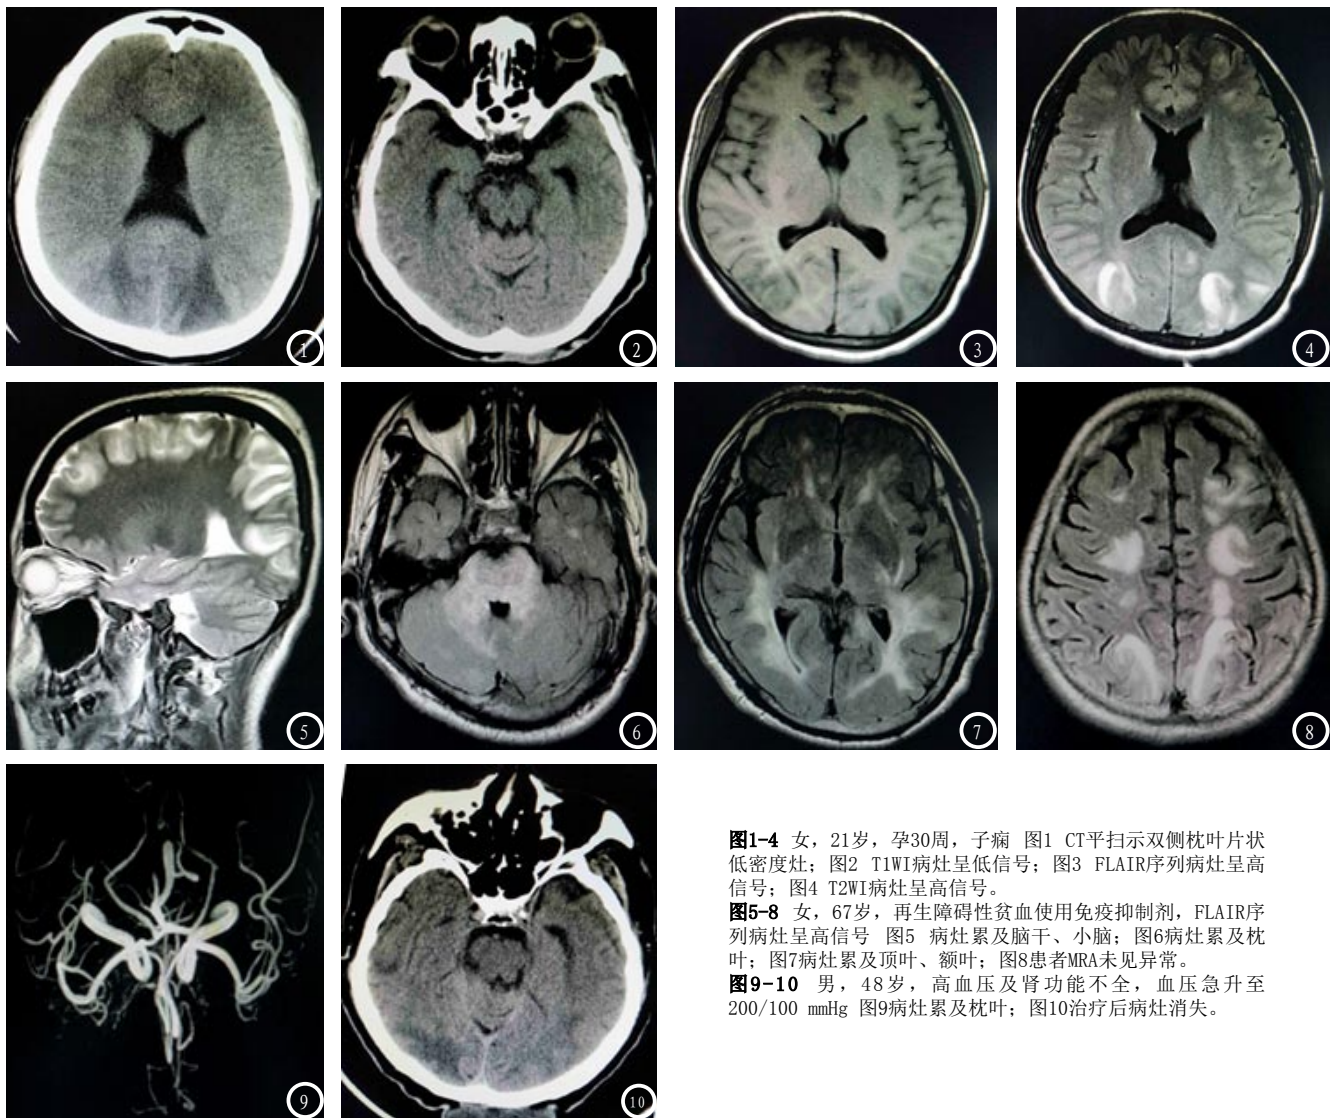 ①
②
③
④
⑤
⑥
⑦
⑧
⑨
⑩
图1-4 女，21岁，孕30周，子痫 图1 CT平扫示双侧枕叶片状
低密度灶；图2 T1WI病灶呈低信号；图3 FLAIR序列病灶呈高
信号；图4 T2WI病灶呈高信号。
图5-8 女，67岁，再生障碍性贫血使用免疫抑制剂，FLAIR序
列病灶呈高信号 图5 病灶累及脑干、小脑；图6病灶累及枕
叶；图7病灶累及顶叶、额叶；图8患者MRA未见异常。
图9-10 男，48岁，高血压及肾功能不全，血压急升至
200/100 mmHg 图9病灶累及枕叶；图10治疗后病灶消失。